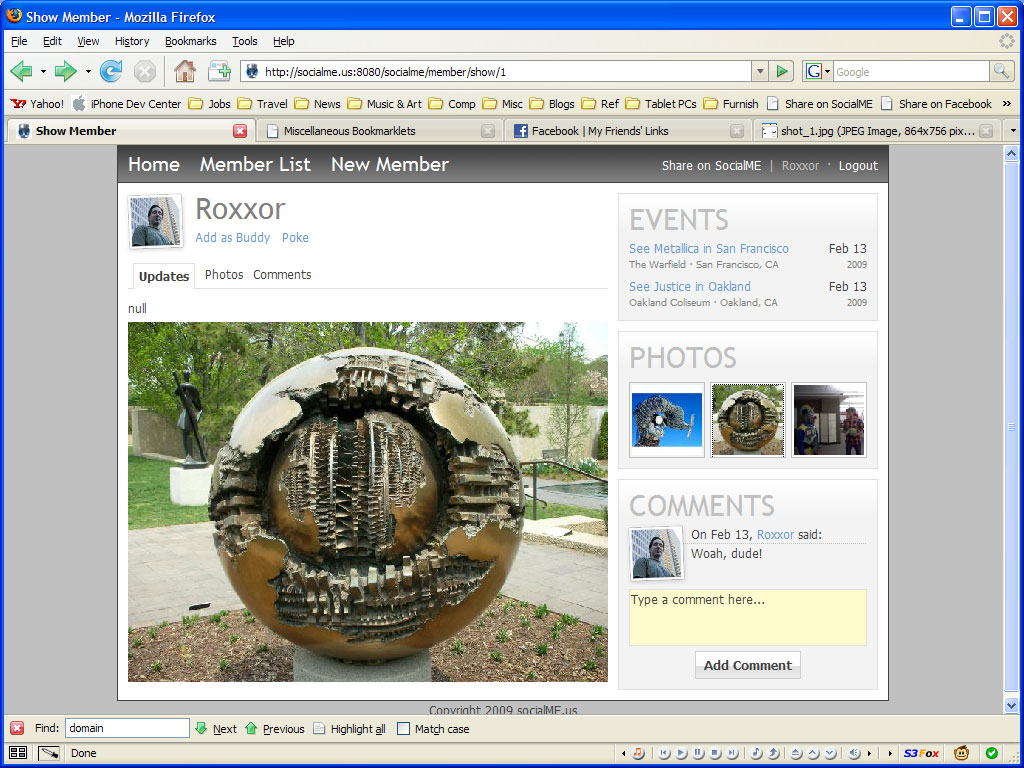 Show Member - Mozilla Firefox
File Edit View History Bookmarks Tools Help
http://socialme.us:8080/socialme/member/show/1
G Google
Yahoo! iPhone Dev Center Jobs Travel News Music & Art Comp Misc Blogs Ref Tablet PCs Furnish Share on SocialME Share on Facebook »
Show Member Miscellaneous Bookmarklets Facebook | My Friends' Links shot_1.jpg (JPEG Image, 864x756 pix...
Home Member List New Member Share on SocialME | Roxxor · Logout
Roxxor
Add as Buddy Poke
Updates Photos Comments
null
EVENTS
See Metallica in San Francisco Feb 13
The Warfield · San Francisco, CA 2009
See Justice in Oakland Feb 13
Oakland Coliseum · Oakland, CA 2009
PHOTOS
COMMENTS
On Feb 13, Roxxor said:
Woah, dude!
Type a comment here...
Add Comment
Copyright 2009 socialME.us
Find: domain Next Previous Highlight all Match case
Done S3Fox